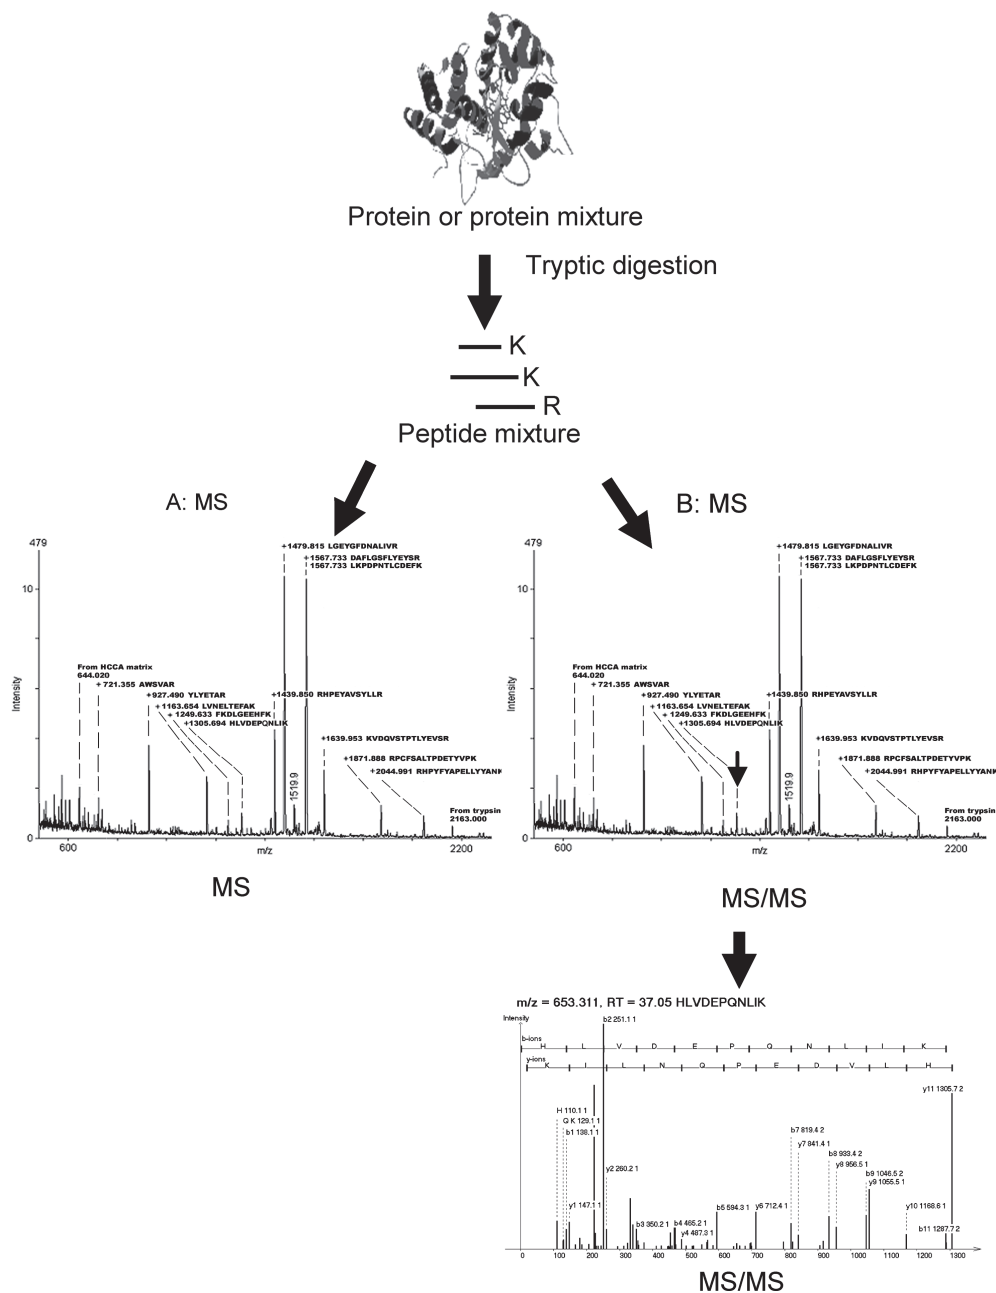 Protein or protein mixture
Tryptic digestion
K
K
R
Peptide mixture
A: MS
479
10
0
Intensity
+1479.815 LGEYGFDNALIVR
+1567.733 DAFLGSFLYEYSR
1567.733 LKPDPNTLCDEFK
From HCCA matrix
644.020
+721.355 AWSVAR
+927.490 YLYETAR
+1163.654 LVNELTEFAK
+1249.633 FKDLGEEHFK
+1305.694 HLVDEPQNLIK
+1439.850 RHPEYAVSYLLR
1519.9
+1639.953 KVDQVSTPTLYEVSR
+1871.888 RPCFSALTPDETYVPK
+2044.991 RHPYFYAPELLYYANK
From trypsin
2163.000
600
m/z
2200
MS
B: MS
479
10
0
Intensity
+1479.815 LGEYGFDNALIVR
+1567.733 DAFLGSFLYEYSR
1567.733 LKPDPNTLCDEFK
From HCCA matrix
644.020
+721.355 AWSVAR
+927.490 YLYETAR
+1163.654 LVNELTEFAK
+1249.633 FKDLGEEHFK
+1305.694 HLVDEPQNLIK
+1439.850 RHPEYAVSYLLR
1519.9
+1639.953 KVDQVSTPTLYEVSR
+1871.888 RPCFSALTPDETYVPK
+2044.991 RHPYFYAPELLYYAN
From trypsin
2163.000
600
m/z
2200
MS/MS
m/z = 653.311, RT = 37.05 HLVDEPQNLIK
Intensity
b2 251.1 1
b-ions
H L V D E P Q N L I K
y-ions
K I L N Q P E D V L H
y11 1305.7 2
H 110.1 1
Q K 129.1 1
b1 138.1 1
b7 819.4 2
y7 841.4 1
b8 933.4 2
y8 956.5 1
y2 260.2 1
b9 1046.5 2
y9 1055.5 1
y1 147.1 1
b5 594.3 1
y6 712.4 1
y10 1168.6 1
b3 350.2 1
b4 465.2 1
y4 487.3 1
b11 1287.7 2
0 100 200 300 400 500 600 700 800 900 1000 1100 1200 1300
MS/MS